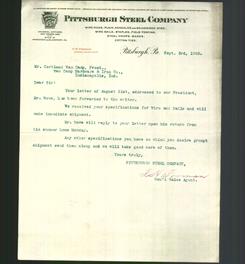 PITTSBURGH STEEL COMPANY
Pittsburgh, Pa. Sept. 3rd, 1909.
Mr. Cortland Van Camp, Prest.,
Van Camp Hardware & Iron Co.,
Indianapolis, Ind.
Dear Sir:
Your letter of August 31st, addressed to our President,
Mr. Rowe, has been forwarded to the writer.
We received your specifications for wire and nails and will
make immediate shipment.
Mr. Rowe will reply to your letter upon his return from
his summer home Monday.
Any other specifications you have on which you desire prompt
shipment send them along and we will take good care of them.
Yours truly,
PITTSBURGH STEEL COMPANY,
Gen'l Sales Agent.